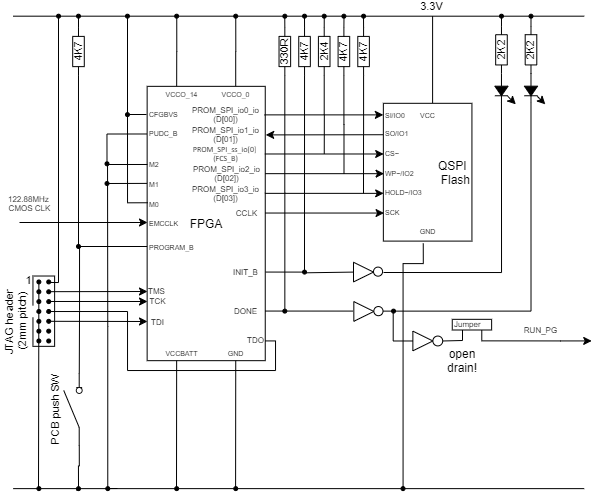 3.3V
4K7
330R
4K7
2K4
4K7
4K7
2K2
2K2
VCCO_14
VCCO_0
CFGBVS
PUDC_B
M2
M1
M0
EMCCLK
PROGRAM_B
TMS
TCK
TDI
PROM_SPI_io0_io
(D[00])
PROM_SPI_io1_io
(D[01])
PROM_SPI_ss_io[0]
(FCS_B)
PROM_SPI_io2_io
(D[02])
PROM_SPI_io3_io
(D[03])
CCLK
FPGA
INIT_B
DONE
TDO
VCCBATT
GND
SI/IO0
VCC
SO/IO1
CS~
WP~/IO2
HOLD~/IO3
SCK
QSPI
Flash
GND
122.88MHz
CMOS CLK
1
JTAG header
(2mm pitch)
PCB push SW
Jumper
RUN_PG
open
drain!